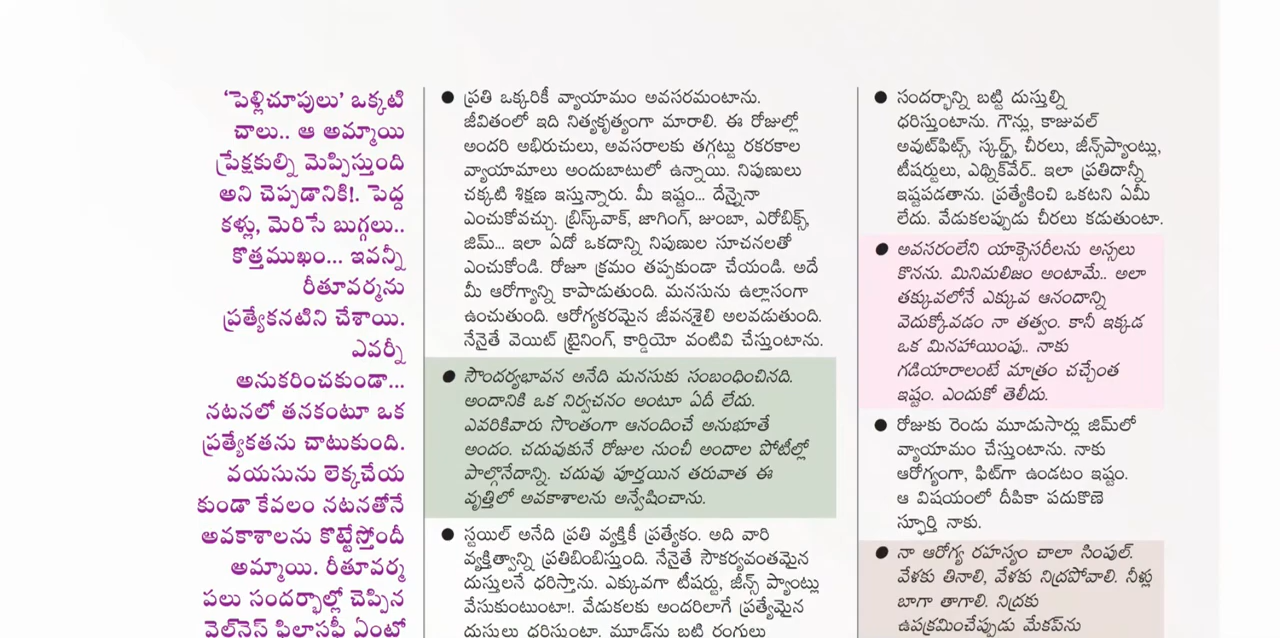 ‘పెళ్లిచూపులు’ ఒక్కటి
చాలు.. ఆ అమ్మాయి
ప్రేక్షకుల్ని మెప్పిస్తుంది
అని చెప్పడానికి!. పెద్ద
కళ్లు, మెరిసే బుగ్గలు..
కొత్తముఖం... ఇవన్నీ
రీతూవర్మను
ప్రత్యేకనటిని చేశాయి.
ఎవర్నీ
అనుకరించకుండా...
నటనలో తనకంటూ ఒక
ప్రత్యేకతను చాటుకుంది.
వయసును లెక్కచేయ
కుండా కేవలం నటనతోనే
అవకాశాలను కొట్టేస్తోందీ
అమ్మాయి. రీతూవర్మ
పలు సందర్భాల్లో చెప్పిన
వెల్‌నెస్ ఫిలాసఫీ ఏంటో
● ప్రతి ఒక్కరికీ వ్యాయామం అవసరమంటాను.
జీవితంలో ఇది నిత్యకృత్యంగా మారాలి. ఈ రోజుల్లో
అందరి అభిరుచులు, అవసరాలకు తగ్గట్టు రకరకాల
వ్యాయామాలు అందుబాటులో ఉన్నాయి. నిపుణులు
చక్కటి శిక్షణ ఇస్తున్నారు. మీ ఇష్టం... దేన్నైనా
ఎంచుకోవచ్చు. బ్రిస్క్‌వాక్, జాగింగ్, జుంబా, ఎరోబిక్స్,
జిమ్... ఇలా ఏదో ఒకదాన్ని నిపుణుల సూచనలతో
ఎంచుకోండి. రోజూ క్రమం తప్పకుండా చేయండి. అదే
మీ ఆరోగ్యాన్ని కాపాడుతుంది. మనసును ఉల్లాసంగా
ఉంచుతుంది. ఆరోగ్యకరమైన జీవనశైలి అలవడుతుంది.
నేనైతే వెయిట్ ట్రైనింగ్, కార్డియో వంటివి చేస్తుంటాను.
● సౌందర్యభావన అనేది మనసుకు సంబంధించినది.
అందానికి ఒక నిర్వచనం అంటూ ఏదీ లేదు.
ఎవరికివారు సొంతంగా ఆనందించే అనుభూతే
అందం. చదువుకునే రోజుల నుంచీ అందాల పోటీల్లో
పాల్గొనేదాన్ని. చదువు పూర్తయిన తరువాత ఈ
వృత్తిలో అవకాశాలను అన్వేషించాను.
● స్టయిల్ అనేది ప్రతి వ్యక్తికీ ప్రత్యేకం. అది వారి
వ్యక్తిత్వాన్ని ప్రతిబింబిస్తుంది. నేనైతే సౌకర్యవంతమైన
దుస్తులనే ధరిస్తాను. ఎక్కువగా టీషర్టు, జీన్స్ ప్యాంట్లు
వేసుకుంటుంటా!. వేడుకలకు అందరిలాగే ప్రత్యేమైన
దుస్తులు ధరిస్తుంటా. మూడ్‌ను బట్టి రంగులు
● సందర్భాన్ని బట్టి దుస్తుల్ని
ధరిస్తుంటాను. గౌన్లు, కాజువల్
అవుట్‌ఫిట్స్, స్కర్ట్స్, చీరలు, జీన్స్‌ప్యాంట్లు,
టీషర్టులు, ఎథ్నిక్‌వేర్.. ఇలా ప్రతిదాన్నీ
ఇష్టపడతాను. ప్రత్యేకించి ఒకటని ఏమీ
లేదు. వేడుకలప్పుడు చీరలు కడుతుంటా.
● అవసరంలేని యాక్సెసరీలను అస్సలు
కొనను. మినిమలిజం అంటామే.. అలా
తక్కువలోనే ఎక్కువ ఆనందాన్ని
వెదుక్కోవడం నా తత్వం. కానీ ఇక్కడ
ఒక మినహాయింపు.. నాకు
గడియారాలంటే మాత్రం చచ్చేంత
ఇష్టం. ఎందుకో తెలీదు.
● రోజుకు రెండు మూడుసార్లు జిమ్‌లో
వ్యాయామం చేస్తుంటాను. నాకు
ఆరోగ్యంగా, ఫిట్‌గా ఉండటం ఇష్టం.
ఆ విషయంలో దీపికా పదుకొణె
స్ఫూర్తి నాకు.
● నా ఆరోగ్య రహస్యం చాలా సింపుల్.
వేళకు తినాలి, వేళకు నిద్రపోవాలి. నీళ్లు
బాగా తాగాలి. నిద్రకు
ఉపక్రమించేప్పుడు మేకప్‌ను